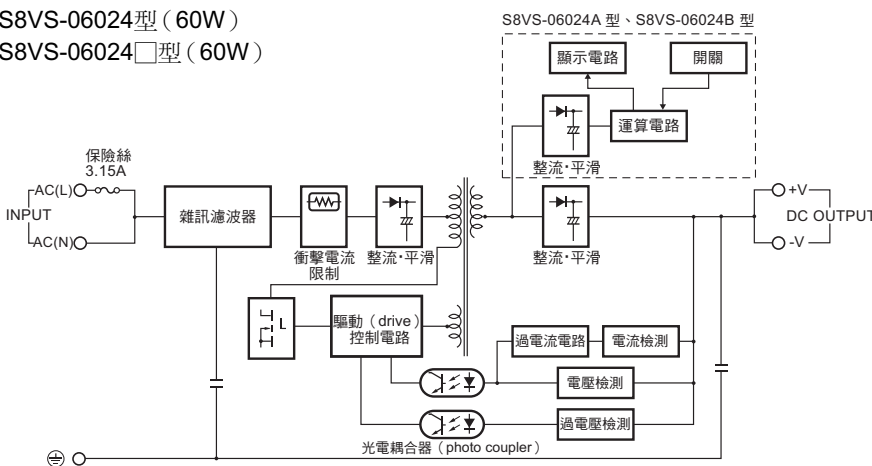 S8VS-06024型（60W）
S8VS-06024□型（60W）
S8VS-06024A 型、S8VS-06024B 型
顯示電路
開關
運算電路
整流･平滑
保險絲
3.15A
AC(L)
INPUT
AC(N)
雜訊濾波器
衝擊電流
限制
整流･平滑
整流･平滑
+V
DC OUTPUT
-V
驅動（drive）
控制電路
過電流電路
電流檢測
電壓檢測
過電壓檢測
光電耦合器（photo coupler）